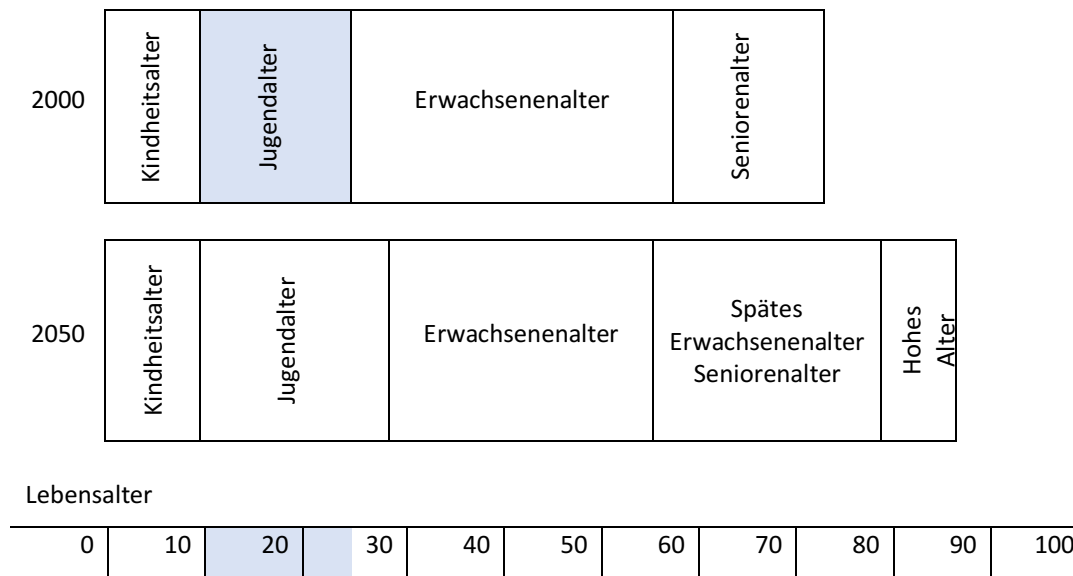 2000
Kindheitsalter
Jugendalter
Erwachsenenalter
Seniorenalter
2050
Kindheitsalter
Jugendalter
Erwachsenenalter
Spätes
Erwachsenenalter
Seniorenalter
Hohes
Alter
Lebensalter
0 10 20 30 40 50 60 70 80 90 100